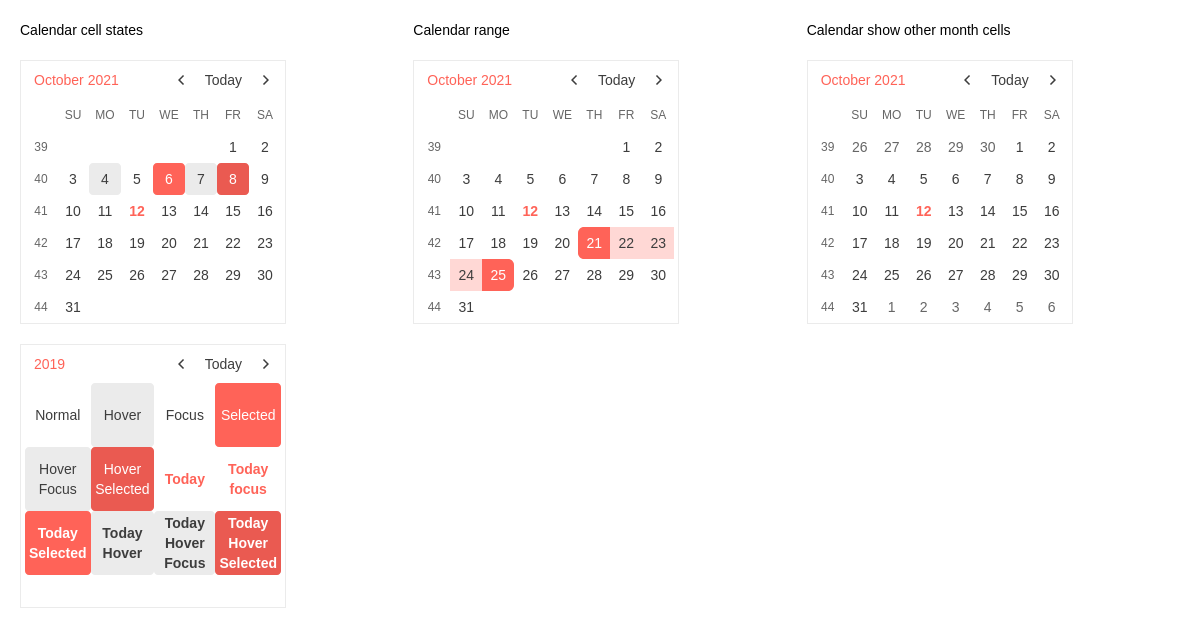 Calendar cell states
October 2021 Today
SU MO TU WE TH FR SA
39 1 2
40 3 4 5 6 7 8 9
41 10 11 12 13 14 15 16
42 17 18 19 20 21 22 23
43 24 25 26 27 28 29 30
44 31
2019 Today
Normal Hover Focus Selected
Hover Focus Hover Selected Today Today focus
Today Selected Today Hover Today Hover Focus Today Hover Selected
Calendar range
October 2021 Today
SU MO TU WE TH FR SA
39 1 2
40 3 4 5 6 7 8 9
41 10 11 12 13 14 15 16
42 17 18 19 20 21 22 23
43 24 25 26 27 28 29 30
44 31
Calendar show other month cells
October 2021 Today
SU MO TU WE TH FR SA
39 26 27 28 29 30 1 2
40 3 4 5 6 7 8 9
41 10 11 12 13 14 15 16
42 17 18 19 20 21 22 23
43 24 25 26 27 28 29 30
44 31 1 2 3 4 5 6